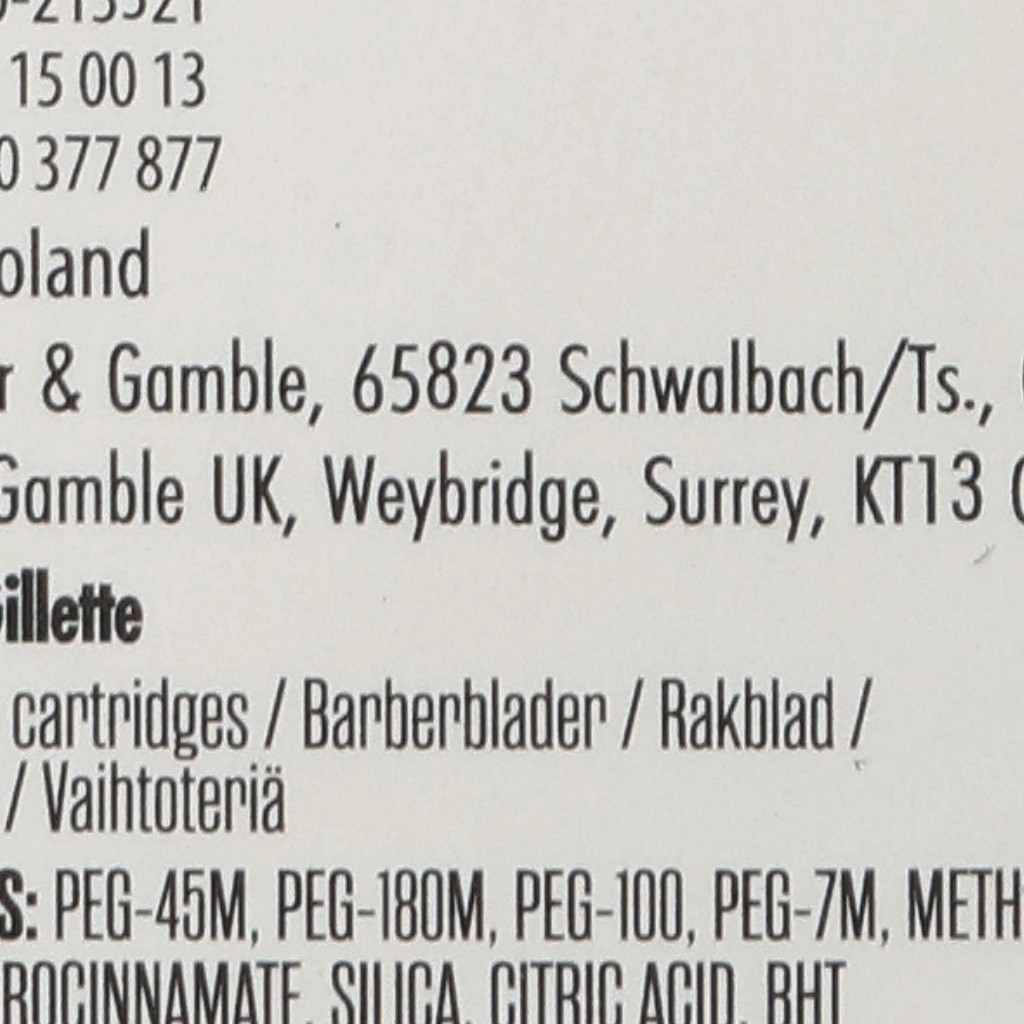 15 00 13
0 377 877
oland
r & Gamble, 65823 Schwalbach/Ts.,
Gamble UK, Weybridge, Surrey, KT13
Gillette
cartridges / Barberblader / Rakblad /
/ Vaihtoteriä
S: PEG-45M, PEG-180M, PEG-100, PEG-7M, METH
ROCINNAMATE, SILICA, CITRIC ACID, BHT